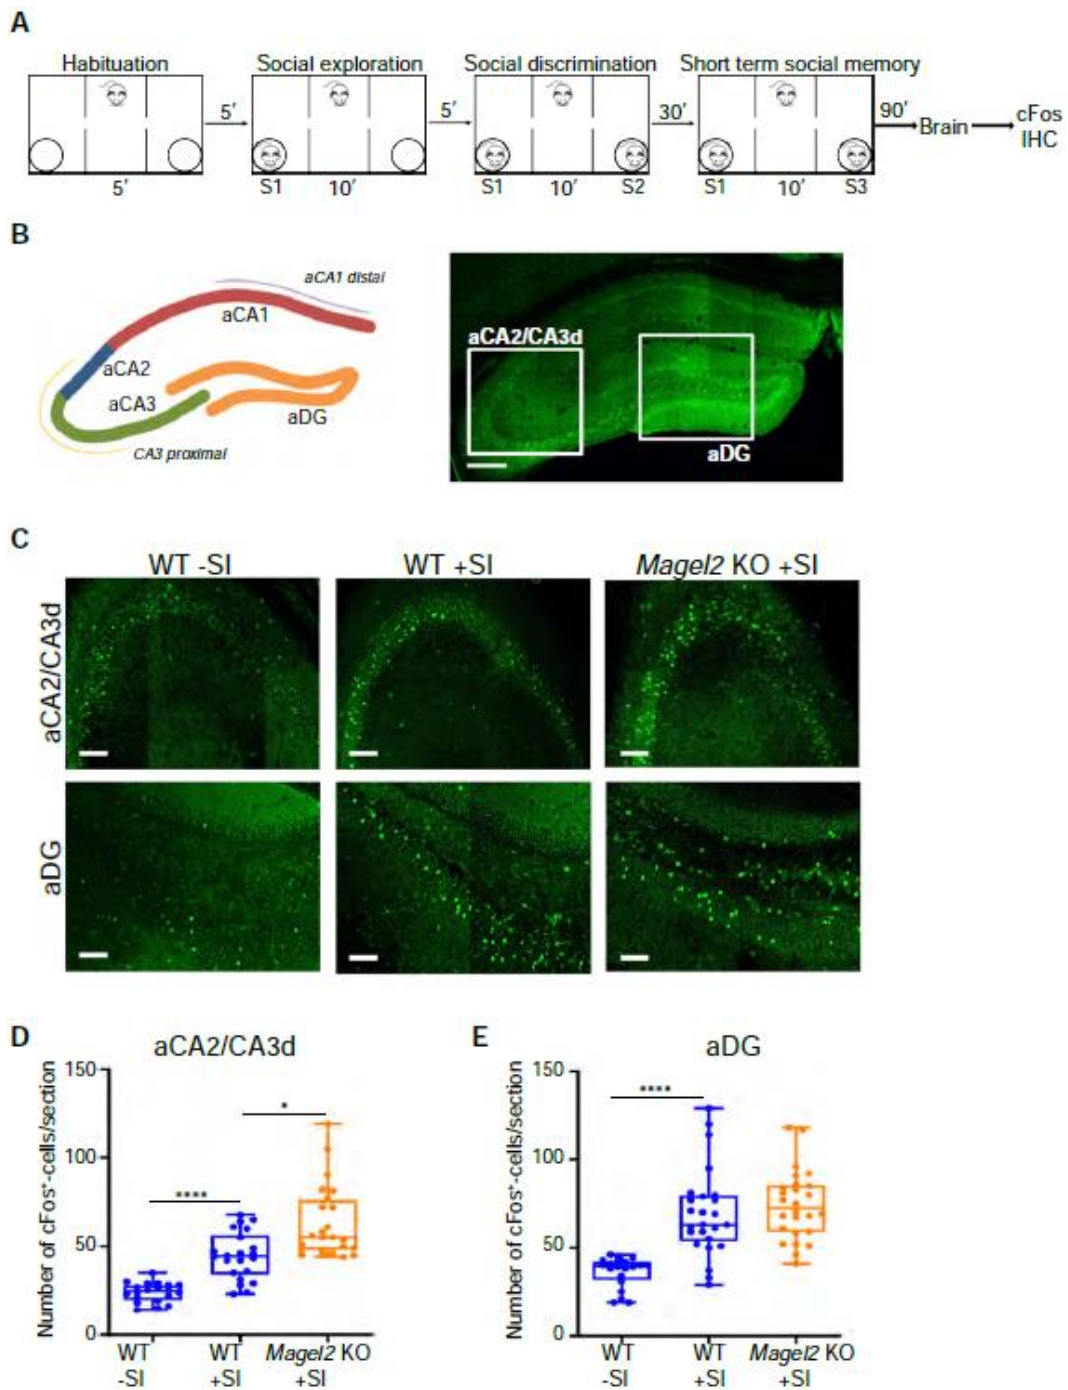 A
Habituation
Social exploration
Social discrimination
Short term social memory
5'
5'
30'
90'
Brain
cFos
IHC
S1
S1
S2
S1
S3
5'
10'
10'
10'
B
aCA1 distal
aCA1
aCA2
aCA3
aDG
CA3 proximal
aCA2/CA3d
aDG
C
WT -SI
WT +SI
Magel2 KO +SI
aCA2/CA3d
aDG
D
aCA2/CA3d
Number of cFos⁺-cells/section
150
100
50
0
****
*
WT
-SI
WT
+SI
Magel2 KO
+SI
E
aDG
Number of cFos⁺-cells/section
150
100
50
0
****
WT
-SI
WT
+SI
Magel2 KO
+SI